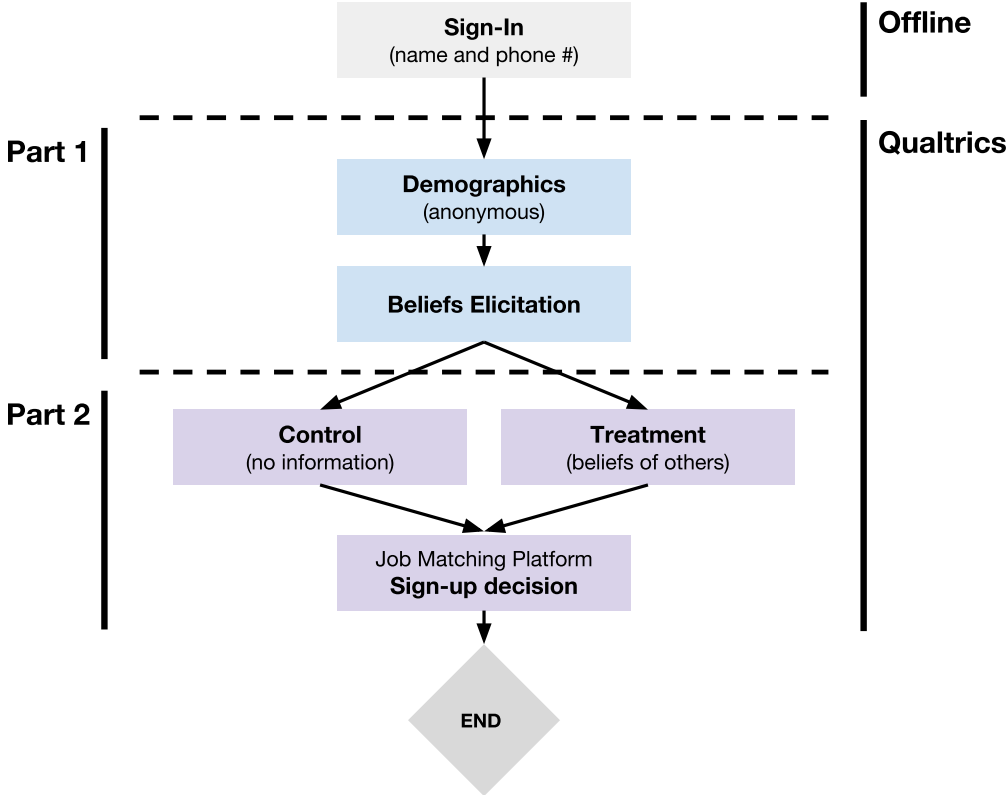 Sign-In
(name and phone #)
Offline
Qualtrics
Part 1
Demographics
(anonymous)
Beliefs Elicitation
Part 2
Control
(no information)
Treatment
(beliefs of others)
Job Matching Platform
Sign-up decision
END